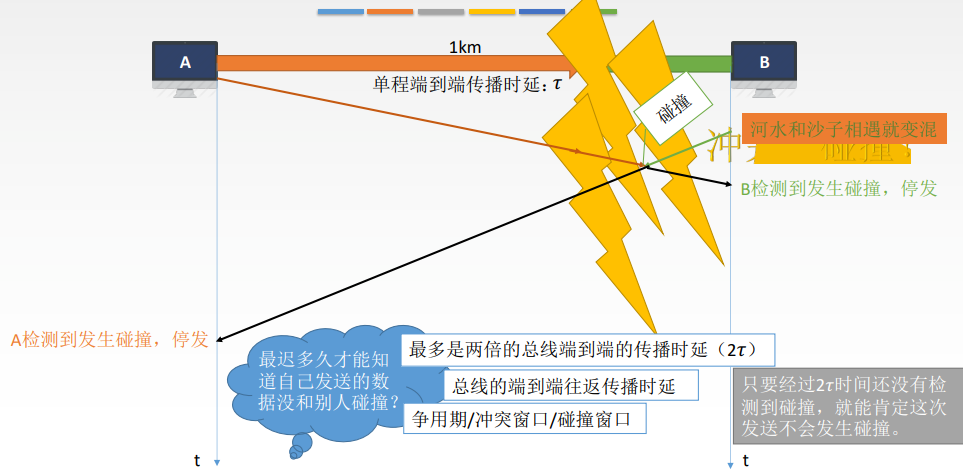 1km
A
B
单程端到端传播时延：τ
碰撞
河水和沙子相遇就变混
冲
碰撞！
B检测到发生碰撞，停发
A检测到发生碰撞，停发
最迟多久才能知
道自己发送的数
据没和别人碰撞？
最多是两倍的总线端到端的传播时延（2τ）
总线的端到端往返传播时延
争用期/冲突窗口/碰撞窗口
只要经过2τ时间还没有检
测到碰撞，就能肯定这次
发送不会发生碰撞。
t
t